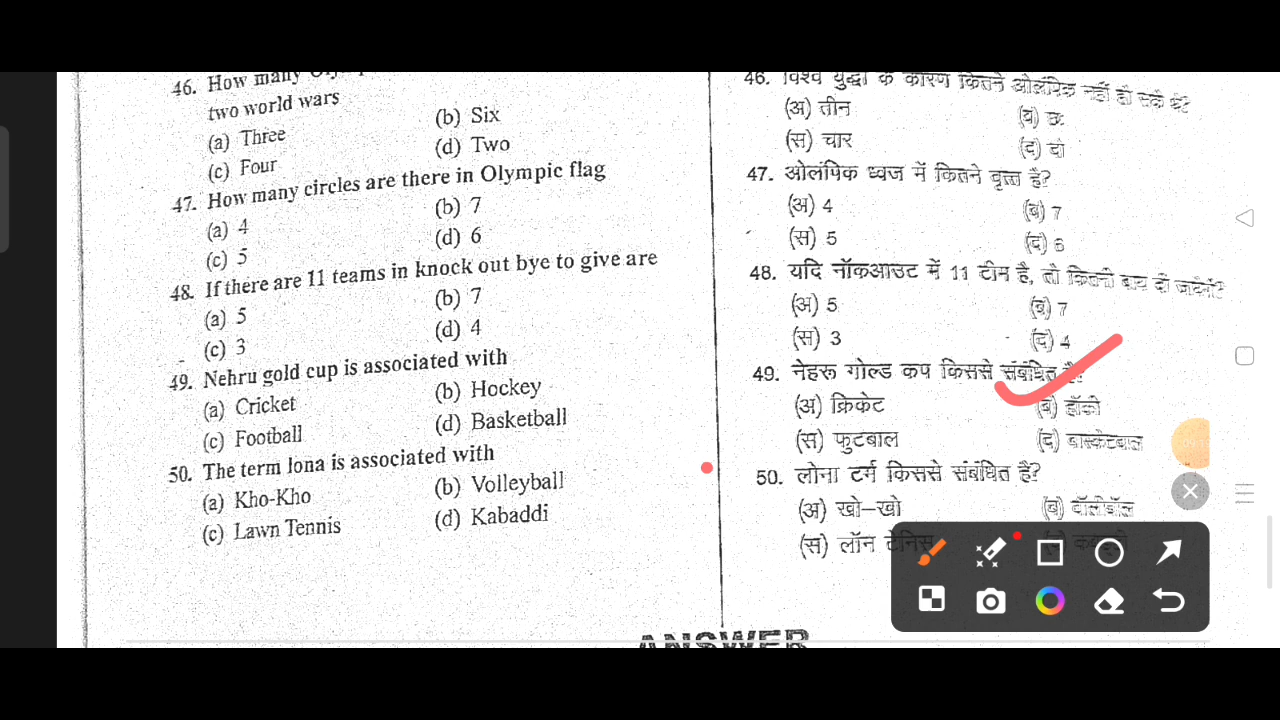 46. How many
two world wars
(a) Three (b) Six
(c) Four (d) Two
47. How many circles are there in Olympic flag
(a) 4 (b) 7
(c) 5 (d) 6
48. If there are 11 teams in knock out bye to give are
(a) 5 (b) 7
(c) 3 (d) 4
49. Nehru gold cup is associated with
(a) Cricket (b) Hockey
(c) Football (d) Basketball
50. The term lona is associated with
(a) Kho-Kho (b) Volleyball
(c) Lawn Tennis (d) Kabaddi
46. विश्व युद्धों के कारण कितने ओलंपिक नहीं हो सके थे?
(अ) तीन (ब) छः
(स) चार (द) दो
47. ओलंपिक ध्वज में कितने वृत्त है?
(अ) 4 (ब) 7
(स) 5 (द) 6
48. यदि नॉकआउट में 11 टीम है, तो कितनी बाय दी जावेगी?
(अ) 5 (ब) 7
(स) 3 (द) 4
49. नेहरू गोल्ड कप किससे संबंधित है?
(अ) क्रिकेट (ब) हॉकी
(स) फुटबाल (द) बास्केटबाल
50. लोना टर्म किससे संबंधित है?
(अ) खो-खो (ब) वॉलीबॉल
(स) लॉन टेनिस
ANSWER